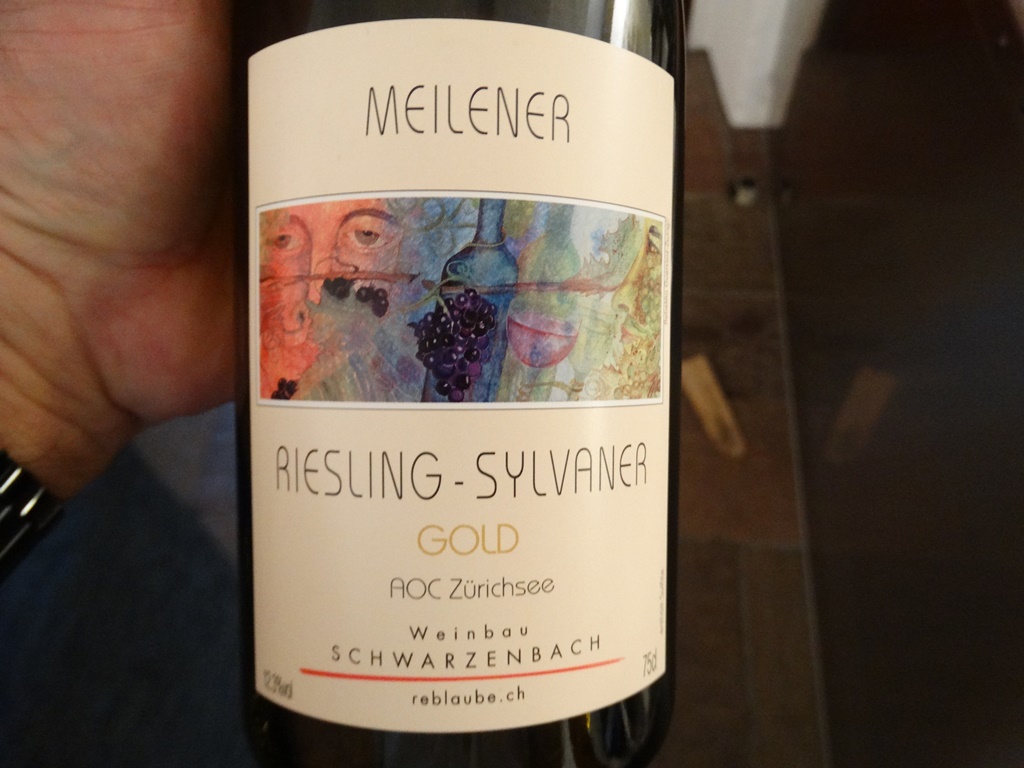 MEILENER
RIESLING - SYLVANER
GOLD
AOC Zürichsee
Weinbau
SCHWARZENBACH
75cl
reblaube.ch